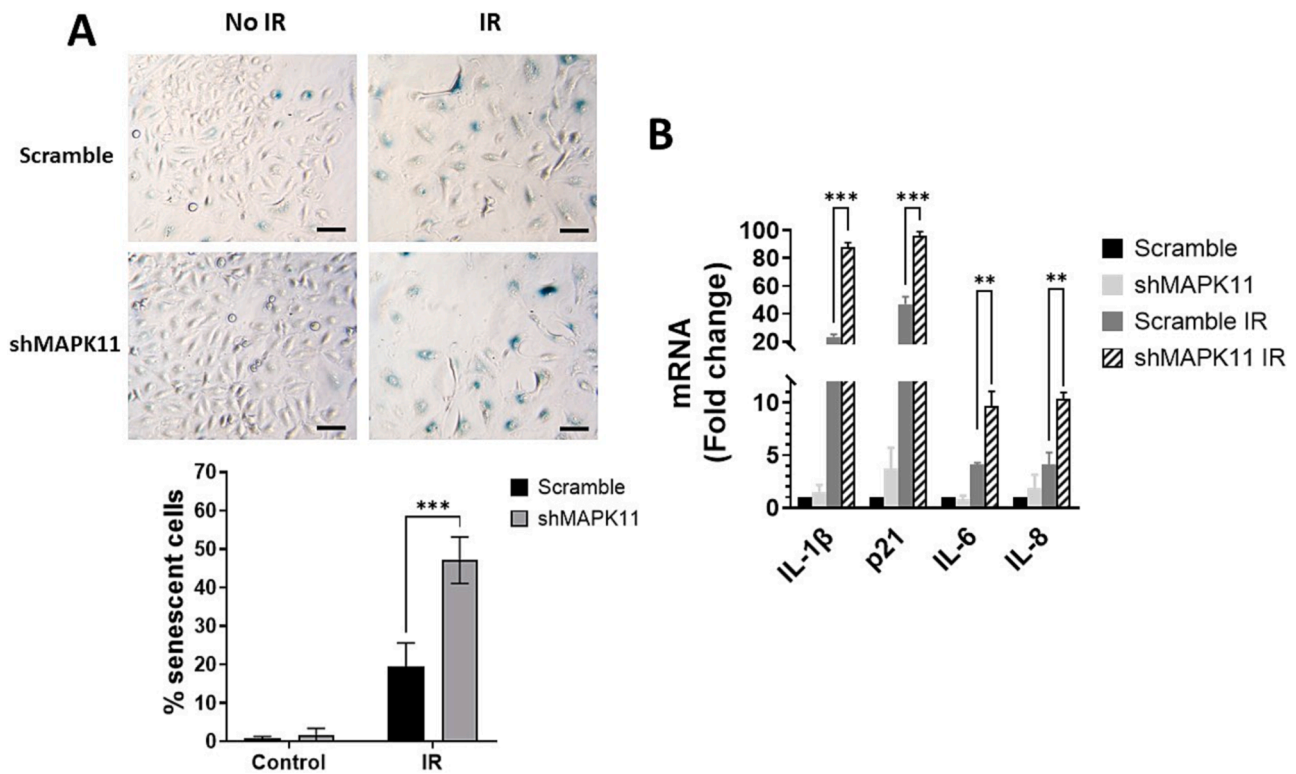 A
No IR
IR
Scramble
shMAPK11
70
60
50
40
30
20
10
0
% senescent cells
***
Control
IR
Scramble
shMAPK11
B
mRNA
(Fold change)
100
80
60
40
20
10
5
0
***
***
**
**
IL-1β
p21
IL-6
IL-8
Scramble
shMAPK11
Scramble IR
shMAPK11 IR